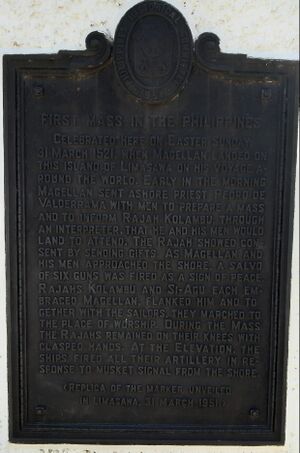 FIRST MASS IN THE PHILIPPINES
CELEBRATED HERE ON EASTER SUNDAY,
31 MARCH 1521, WHEN MAGELLAN LANDED ON
THIS ISLAND OF LIMASAWA ON HIS VOYAGE A-
ROUND THE WORLD. EARLY IN THE MORNING
MAGELLAN SENT ASHORE PRIEST PEDRO DE
VALDERRAMA WITH MEN TO PREPARE A MASS
AND TO INFORM RAJAH KOLAMBU, THROUGH
AN INTERPRETER, THAT HE AND HIS MEN WOULD
LAND TO ATTEND. THE RAJAH SHOWED CON-
SENT BY SENDING GIFTS. AS MAGELLAN AND
HIS MEN APPROACHED THE SHORE, A SALVO
OF SIX GUNS WAS FIRED AS A SIGN OF PEACE.
RAJAHS KOLAMBU AND SI-AGU EACH EM-
BRACED MAGELLAN, FLANKED HIM AND TO-
GETHER WITH THE SAILORS, THEY MARCHED TO
THE PLACE OF WORSHIP. DURING THE MASS
THE RAJAHS REMAINED ON THEIR KNEES WITH
CLASPED HANDS. AT THE ELEVATION, THE
SHIPS FIRED ALL THEIR ARTILLERY IN RE-
SPONSE TO MUSKET SIGNAL FROM THE SHORE.
(REPLICA OF THE MARKER UNVEILED
IN LIMASAWA, 31 MARCH 1951.)